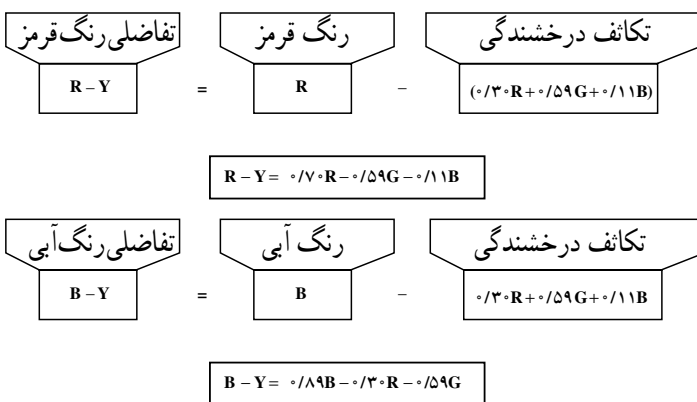 تفاضلی رنگ قرمز رنگ قرمز تکاثف درخشندگی
R – Y = R – (۰/۳۰R+۰/۵۹G+۰/۱۱B)
R – Y = ۰/۷۰R – ۰/۵۹G – ۰/۱۱B
تفاضلی رنگ آبی رنگ آبی تکاثف درخشندگی
B – Y = B – ۰/۳۰R+۰/۵۹G+۰/۱۱B
B – Y = ۰/۸۹B – ۰/۳۰R – ۰/۵۹G